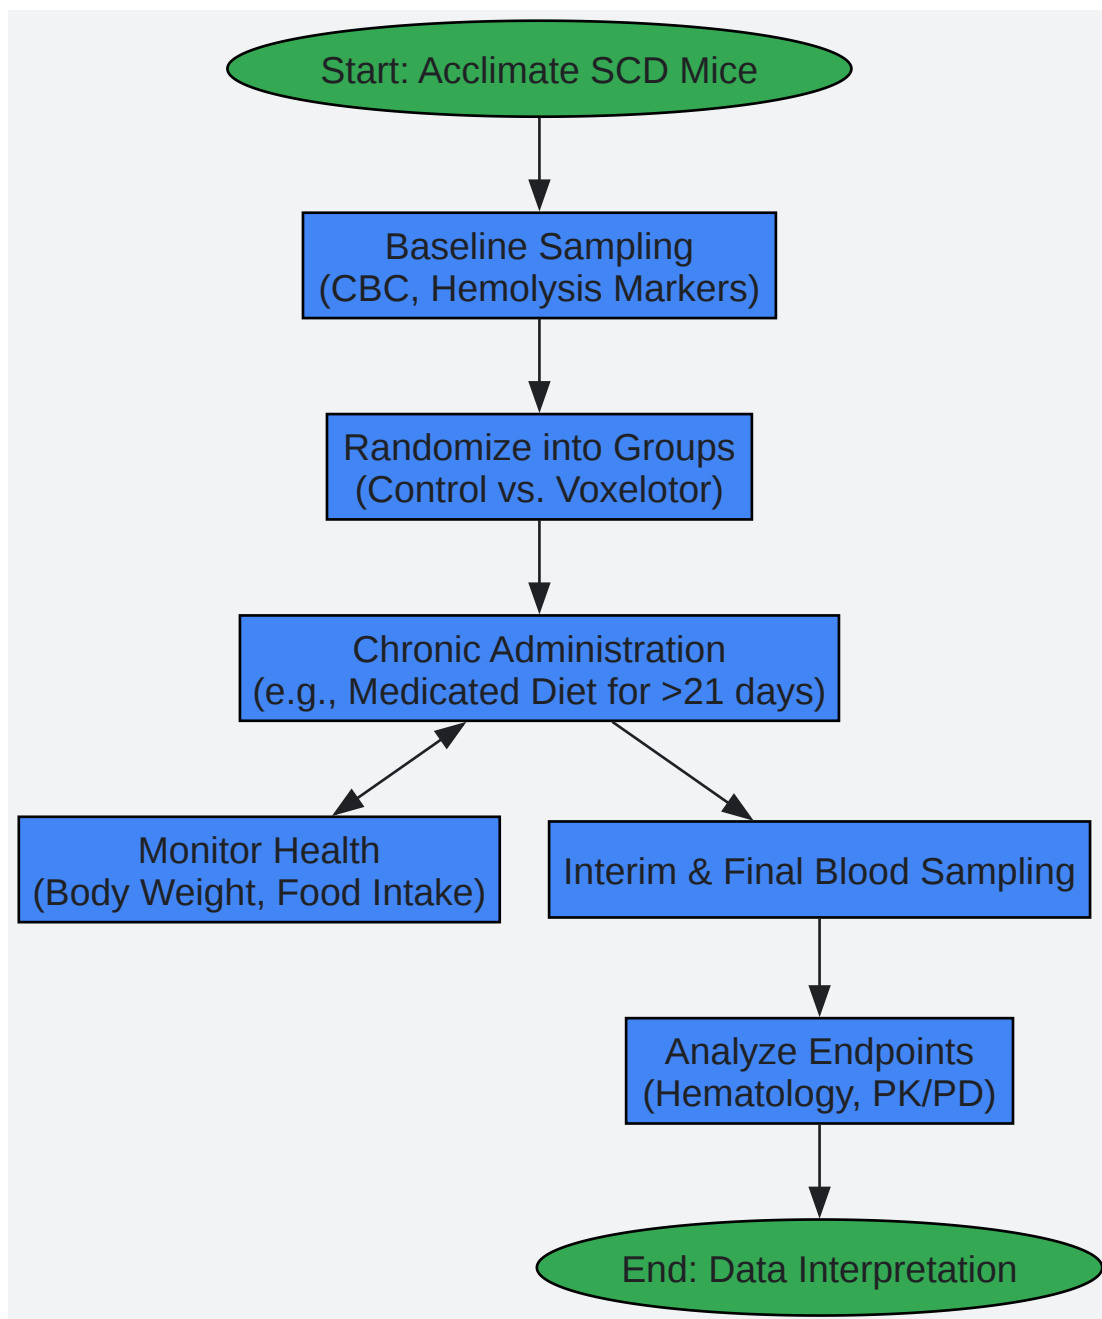 Start: Acclimate SCD Mice
Baseline Sampling
(CBC, Hemolysis Markers)
Randomize into Groups
(Control vs. Voxelotor)
Chronic Administration
(e.g., Medicated Diet for >21 days)
Monitor Health
(Body Weight, Food Intake)
Interim & Final Blood Sampling
Analyze Endpoints
(Hematology, PK/PD)
End: Data Interpretation